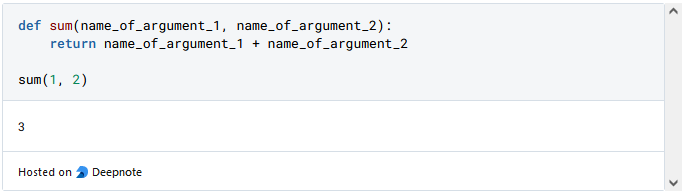 def sum(name_of_argument_1, name_of_argument_2):
    return name_of_argument_1 + name_of_argument_2

sum(1, 2)
3
Hosted on Deepnote